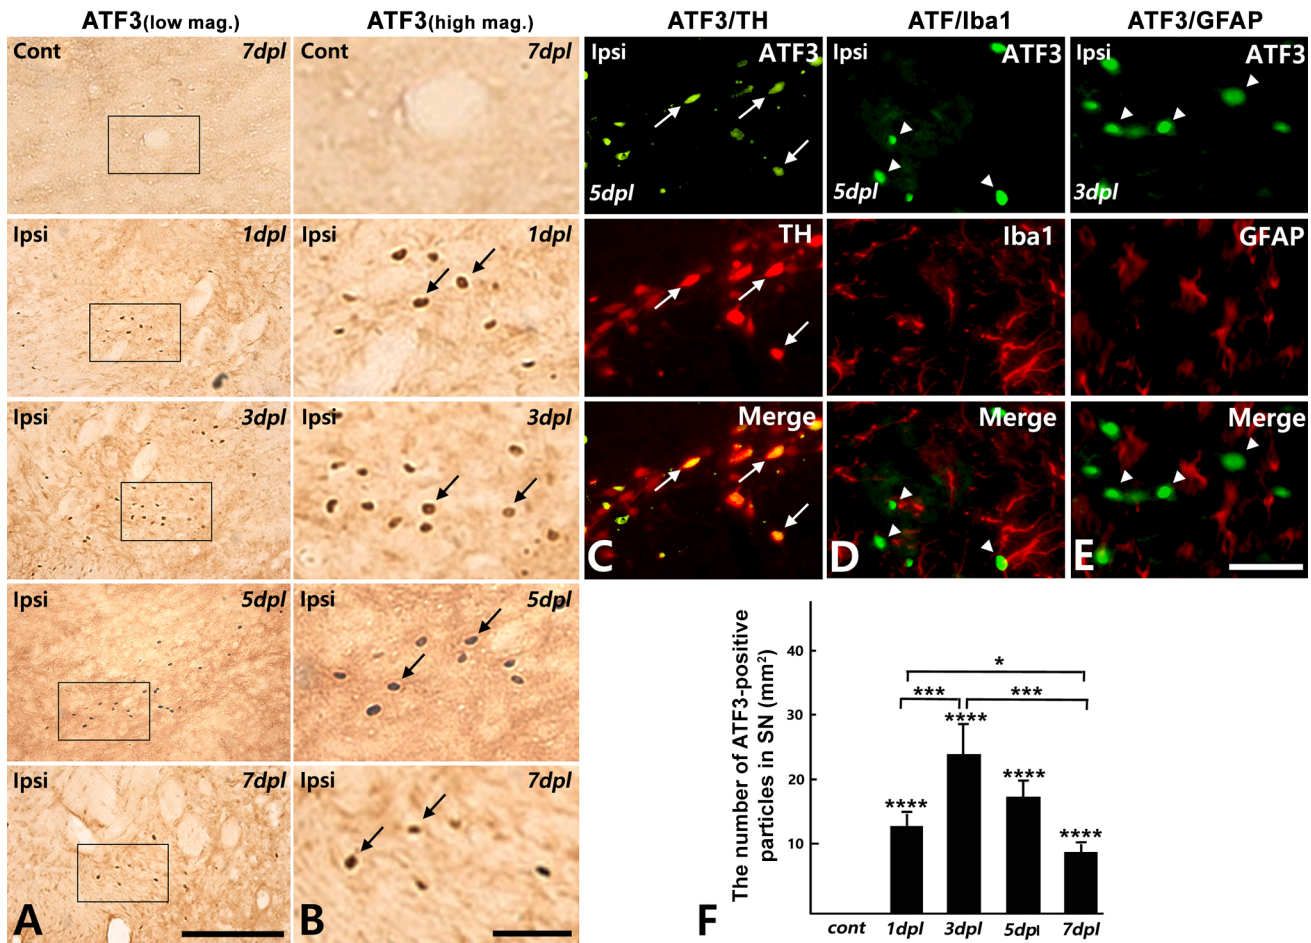 ATF3(low mag.)
ATF3(high mag.)
ATF3/TH
ATF/Iba1
ATF3/GFAP
Cont 7dpl
Cont 7dpl
Ipsi ATF3
5dpl
Ipsi ATF3
5dpl
Ipsi ATF3
3dpl
Ipsi 1dpl
Ipsi 1dpl
TH
Iba1
GFAP
Ipsi 3dpl
Ipsi 3dpl
Merge
C
Merge
D
Merge
E
Ipsi 5dpl
Ipsi 5dpl
Ipsi 7dpl
A
Ipsi 7dpl
B
F
The number of ATF3-positive
particles in SN (mm²)
40
30
20
10
*
*** ***
****
****
****
****
cont 1dpl 3dpl 5dpl 7dpl